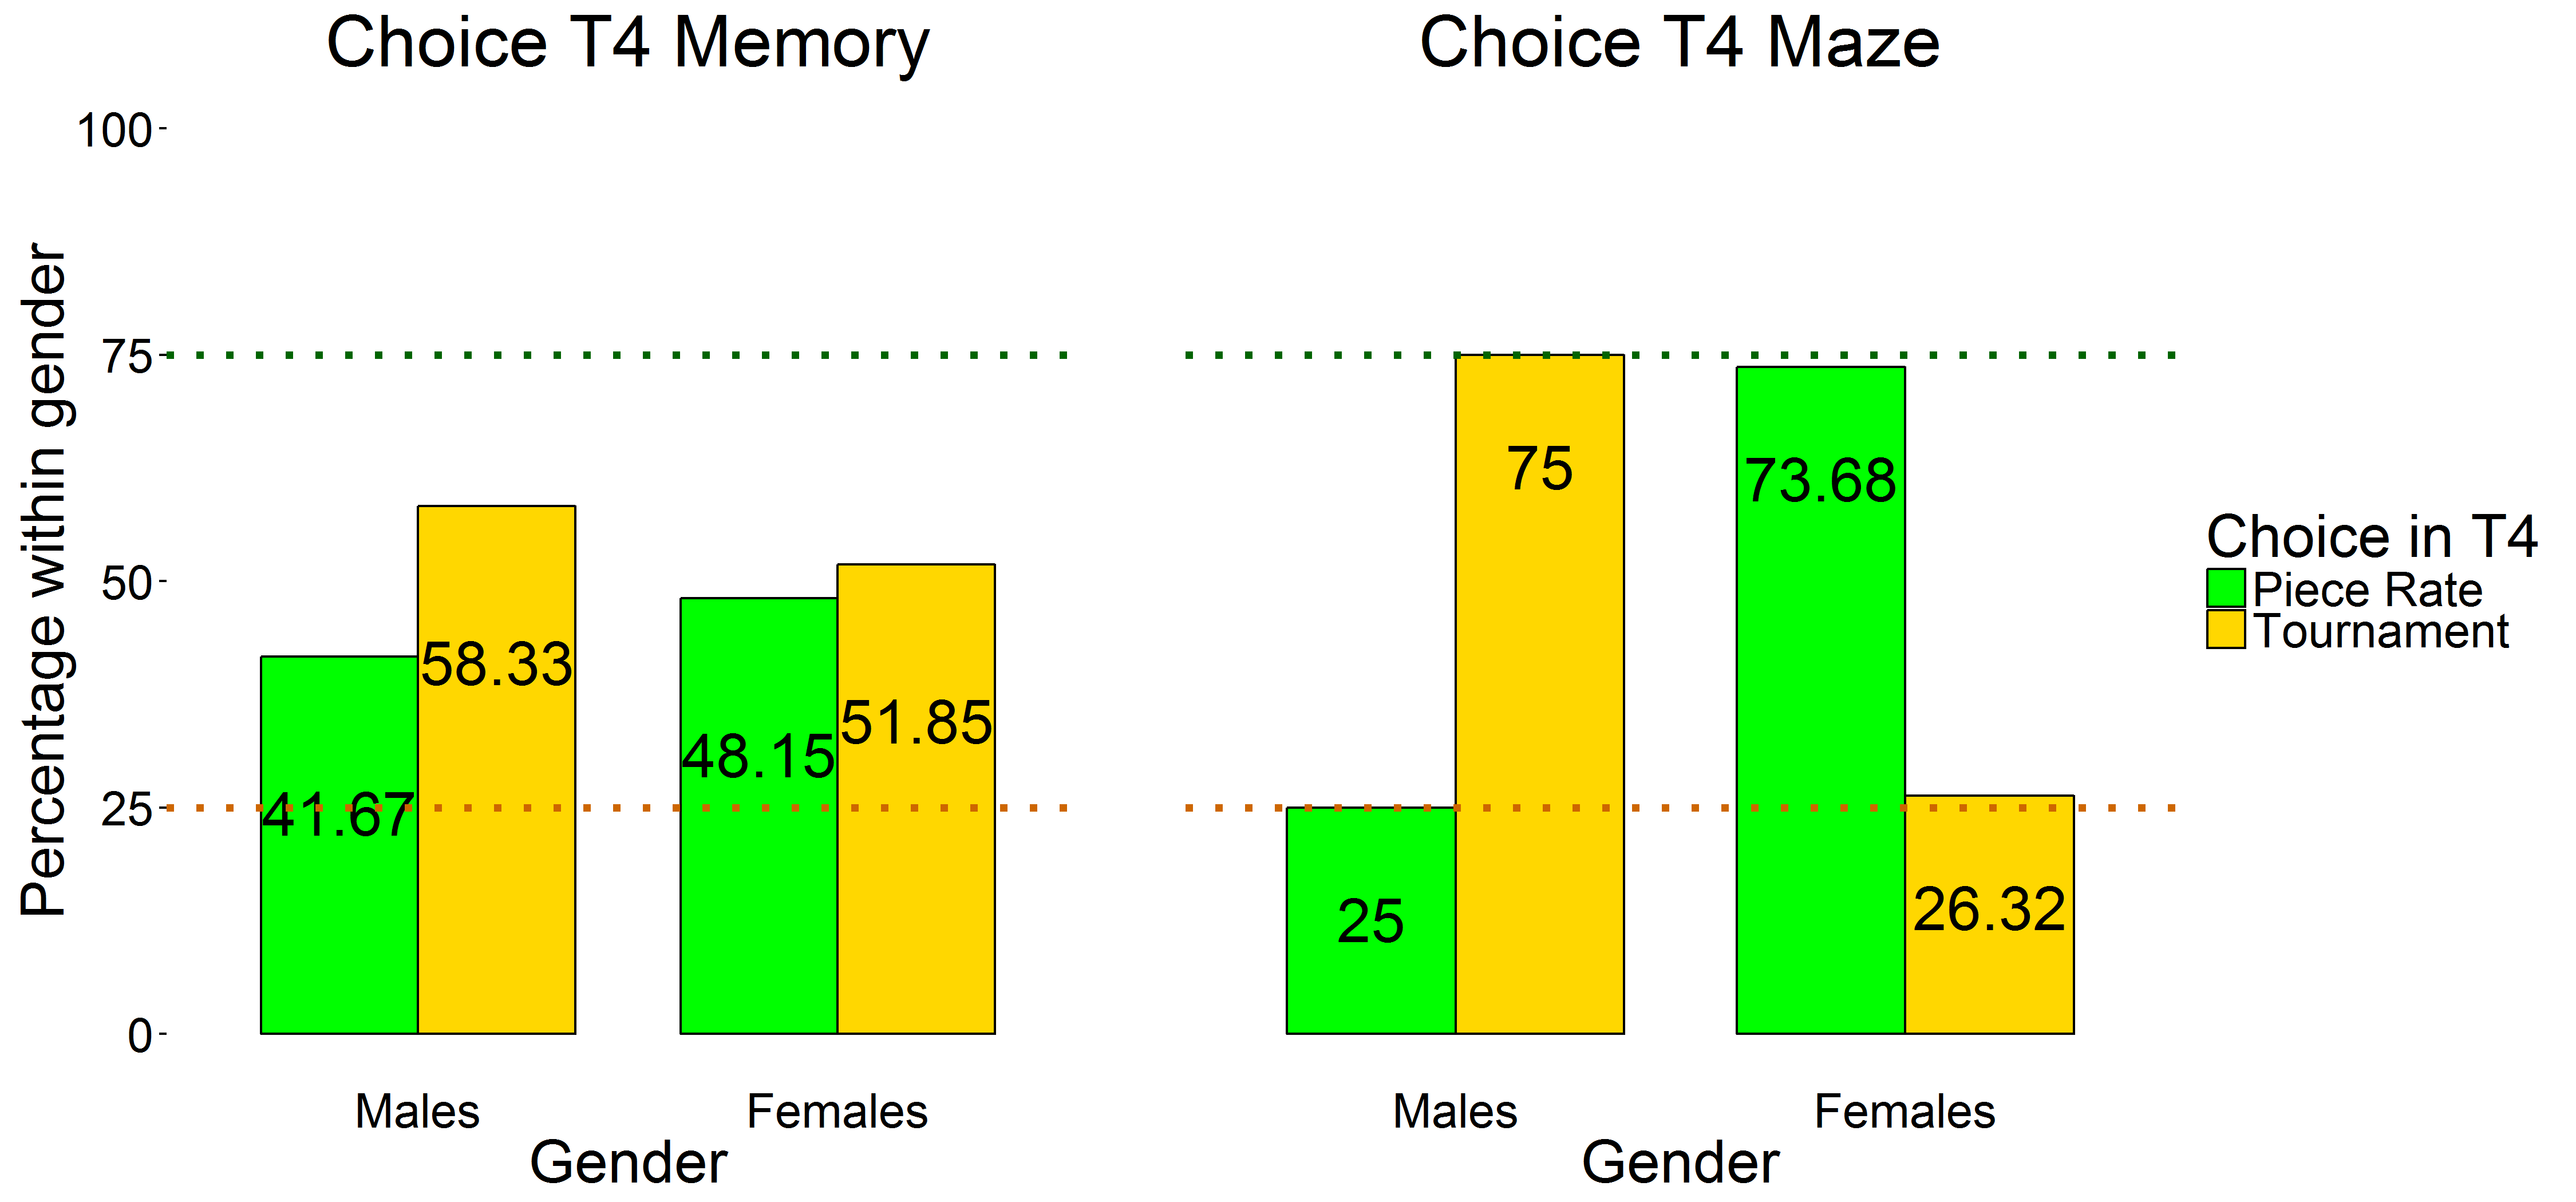 Choice T4 Memory
Choice T4 Maze
Percentage within gender
100
75
50
25
0
41.67
58.33
48.15
51.85
25
75
73.68
26.32
Males
Females
Males
Females
Gender
Gender
Choice in T4
Piece Rate
Tournament